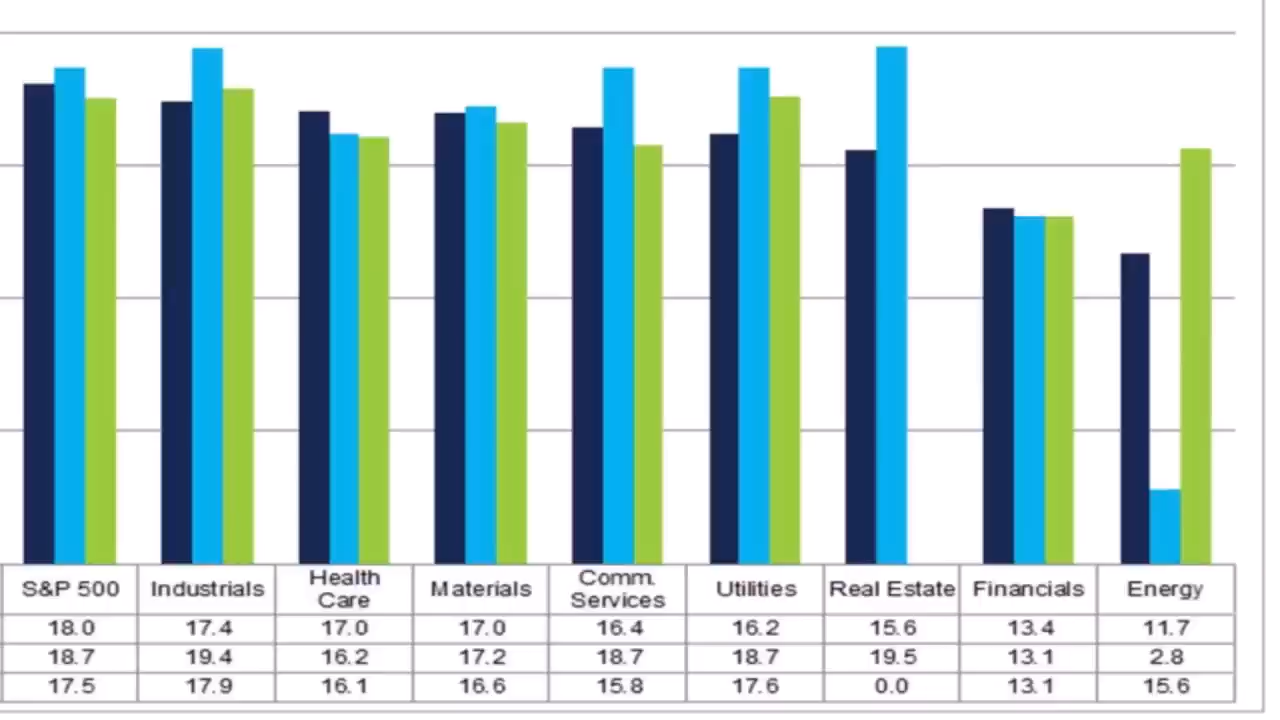 S&P 500 Industrials Health Care Materials Comm. Services Utilities Real Estate Financials Energy
18.0 17.4 17.0 17.0 16.4 16.2 15.6 13.4 11.7
18.7 19.4 16.2 17.2 18.7 18.7 19.5 13.1 2.8
17.5 17.9 16.1 16.6 15.8 17.6 0.0 13.1 15.6